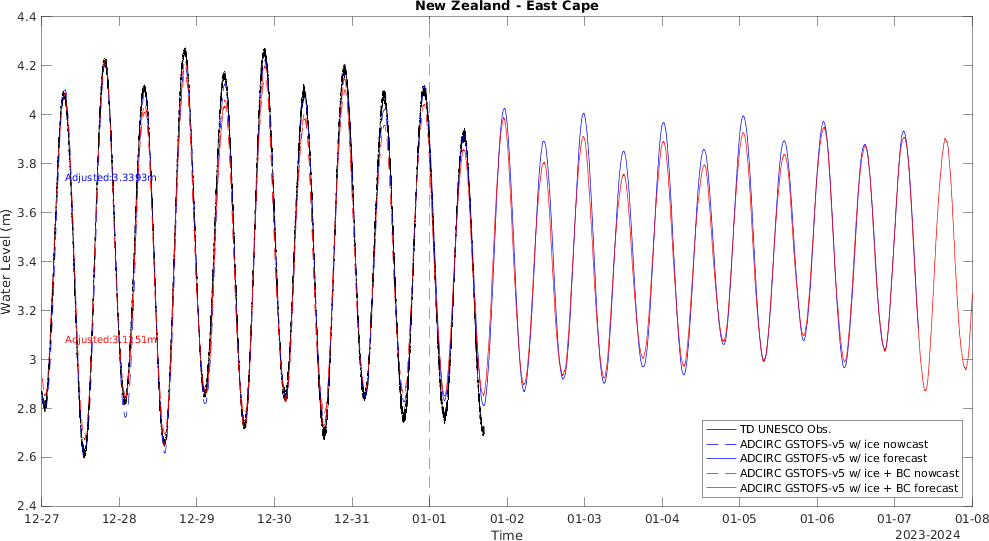 New Zealand - East Cape
4.4
4.2
4
3.8
3.6
3.4
3.2
3
2.8
2.6
2.4
Water Level (m)
Adjusted:3.3393m
Adjusted:3.1151m
TD UNESCO Obs.
ADCIRC GSTOFS-v5 w/ ice nowcast
ADCIRC GSTOFS-v5 w/ ice forecast
ADCIRC GSTOFS-v5 w/ ice + BC nowcast
ADCIRC GSTOFS-v5 w/ ice + BC forecast
12-27 12-28 12-29 12-30 12-31 01-01 01-02 01-03 01-04 01-05 01-06 01-07 01-08
Time
2023-2024